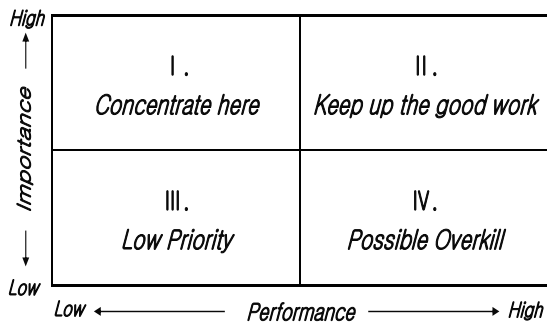 High
I. II.
Concentrate here Keep up the good work
Importance
III. IV.
Low Priority Possible Overkill
Low
Low Performance High